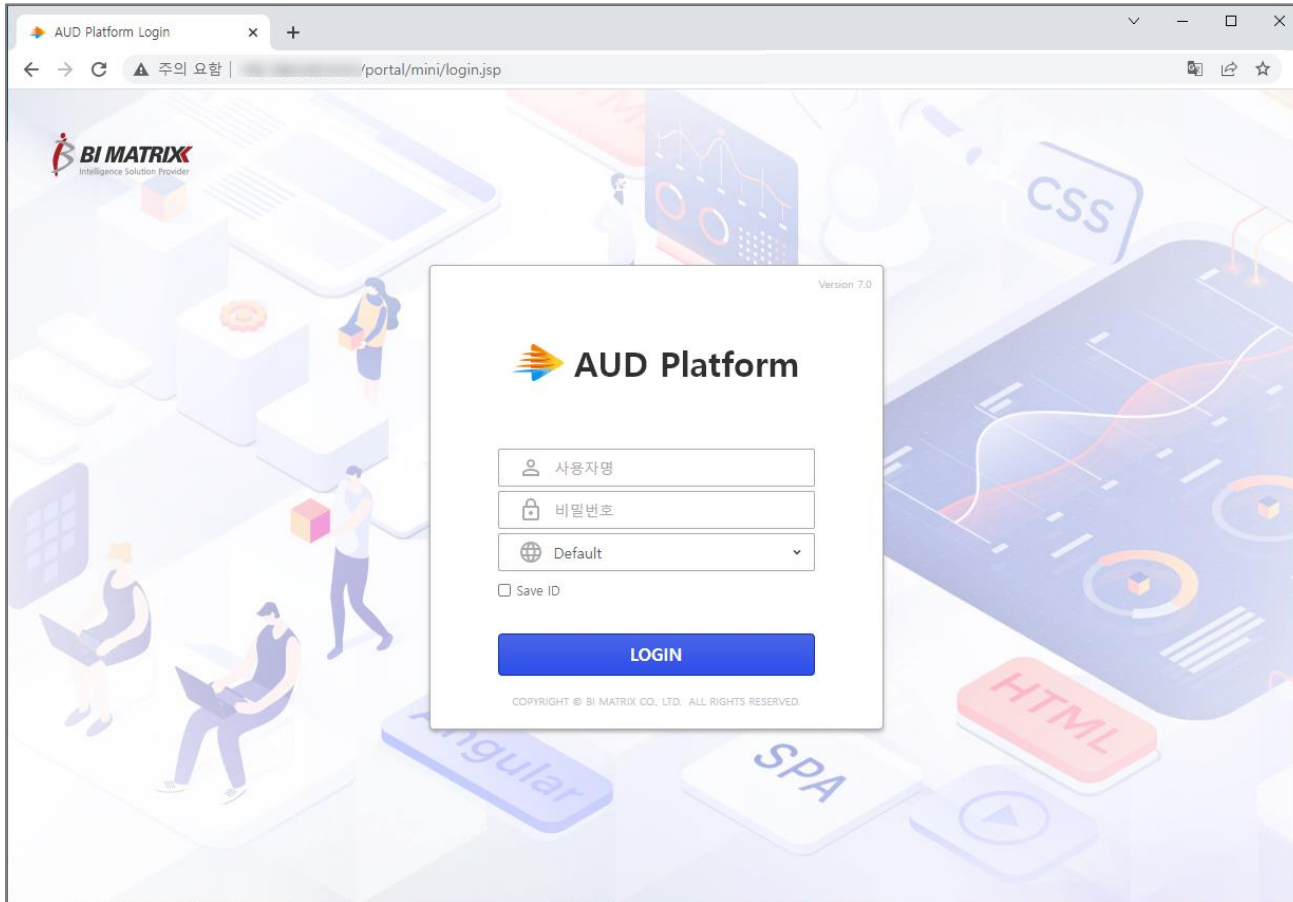 AUD Platform Login
주의 요함 /portal/mini/login.jsp
BI MATRIX
Intelligence Solution Provider
HTML
CSS
Version 7.0
AUD Platform
사용자명
비밀번호
Default
Save ID
LOGIN
COPYRIGHT © BI MATRIX CO., LTD. ALL RIGHTS RESERVED.
HTML
Angular
SPA